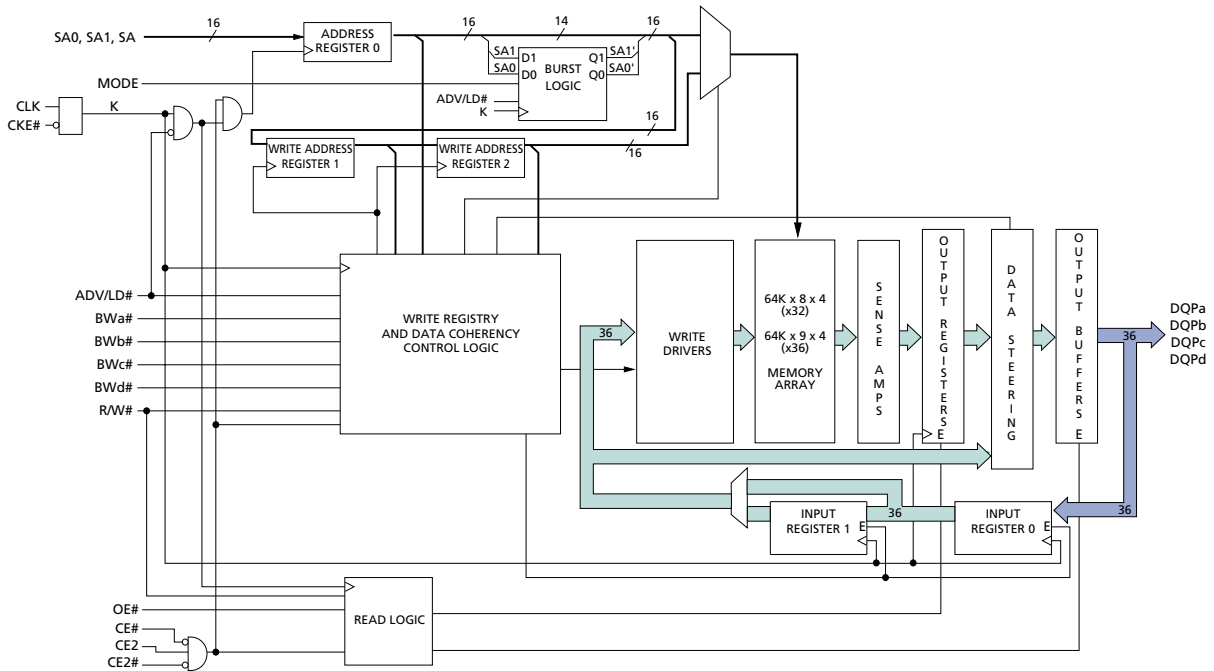 16
SA0, SA1, SA
ADDRESS
REGISTER 0
16
14
16
SA1
SA0
D1
D0
BURST
LOGIC
Q1
Q0
SA1'
SA0'
MODE
ADV/LD#
K
CLK
CKE#
K
16
16
WRITE ADDRESS
REGISTER 1
WRITE ADDRESS
REGISTER 2
ADV/LD#
BWa#
BWb#
BWc#
BWd#
R/W#
WRITE REGISTRY
AND DATA COHERENCY
CONTROL LOGIC
36
WRITE
DRIVERS
64K x 8 x 4
(x32)
64K x 9 x 4
(x36)
MEMORY
ARRAY
SENSE AMPS
OUTPUT REGISTERS
E
DATA STEERING
OUTPUT BUFFERS
E
36
DQPa
DQPb
DQPc
DQPd
INPUT
REGISTER 1
E
36
INPUT
REGISTER 0
E
36
OE#
CE#
CE2
CE2#
READ LOGIC